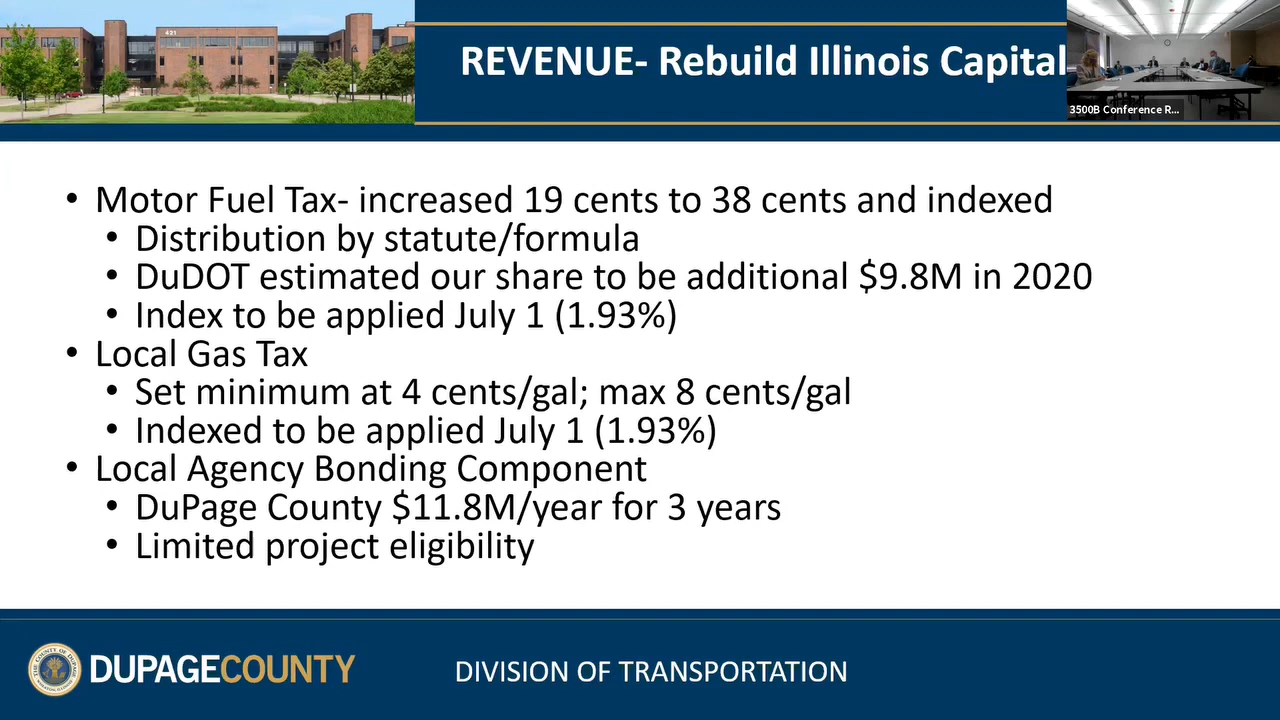 421
REVENUE- Rebuild Illinois Capital
3500B Conference R...
• Motor Fuel Tax- increased 19 cents to 38 cents and indexed
• Distribution by statute/formula
• DuDOT estimated our share to be additional $9.8M in 2020
• Index to be applied July 1 (1.93%)
• Local Gas Tax
• Set minimum at 4 cents/gal; max 8 cents/gal
• Indexed to be applied July 1 (1.93%)
• Local Agency Bonding Component
• DuPage County $11.8M/year for 3 years
• Limited project eligibility
DUPAGECOUNTY
DIVISION OF TRANSPORTATION